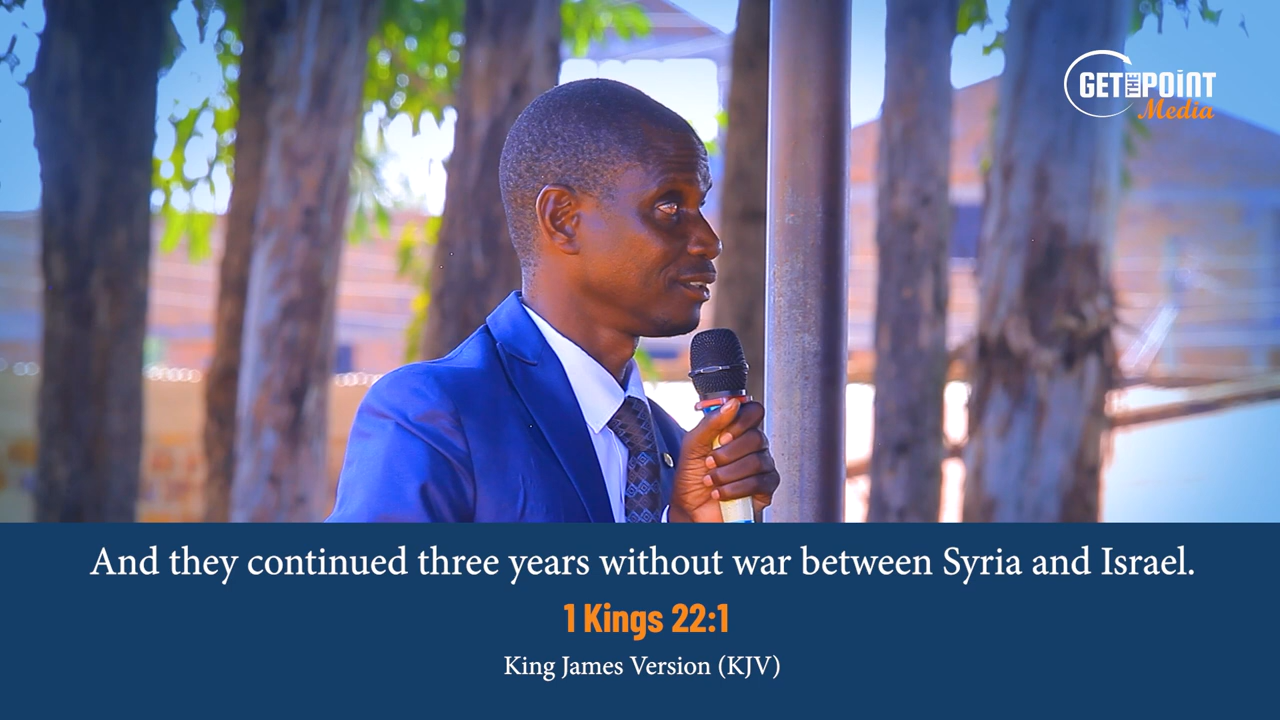 GET THE POINT
Media
And they continued three years without war between Syria and Israel.
1 Kings 22:1
King James Version (KJV)